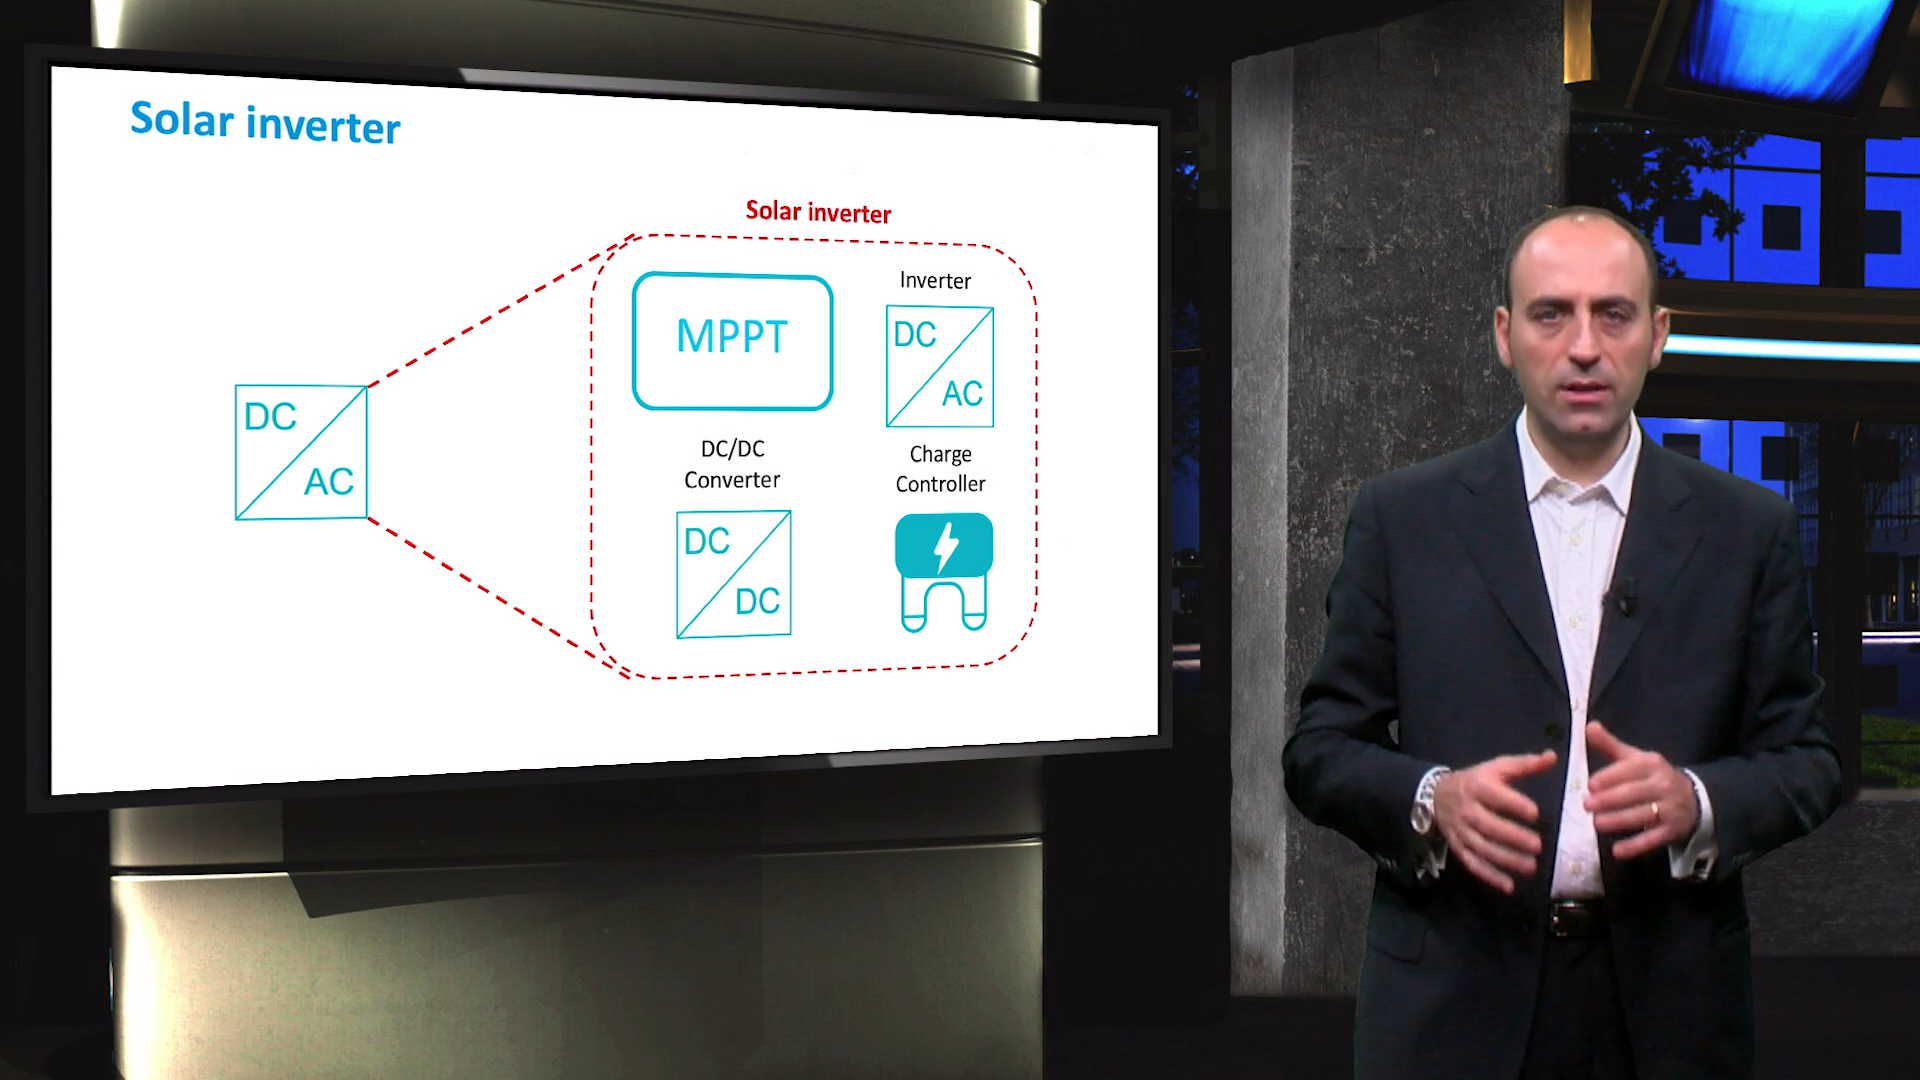 Solar inverter
Solar inverter
DC
AC
MPPT
Inverter
DC
AC
DC/DC
Converter
DC
DC
Charge
Controller